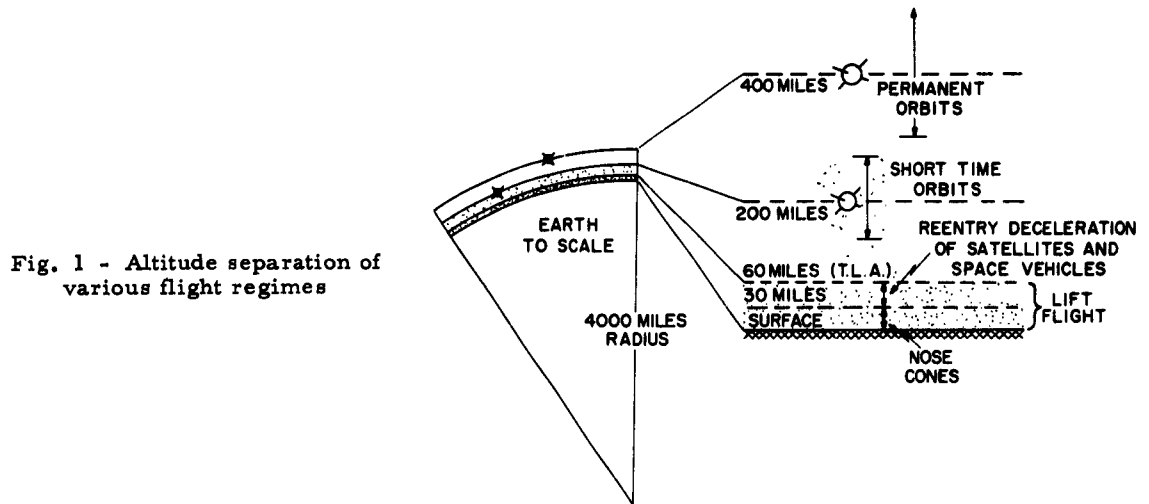 Fig. 1 - Altitude separation of
various flight regimes
EARTH
TO SCALE
4000 MILES
RADIUS
400 MILES
PERMANENT
ORBITS
SHORT TIME
ORBITS
200 MILES
REENTRY DECELERATION
OF SATELLITES AND
SPACE VEHICLES
60 MILES (T.L.A.)
30 MILES
LIFT
FLIGHT
SURFACE
NOSE
CONES